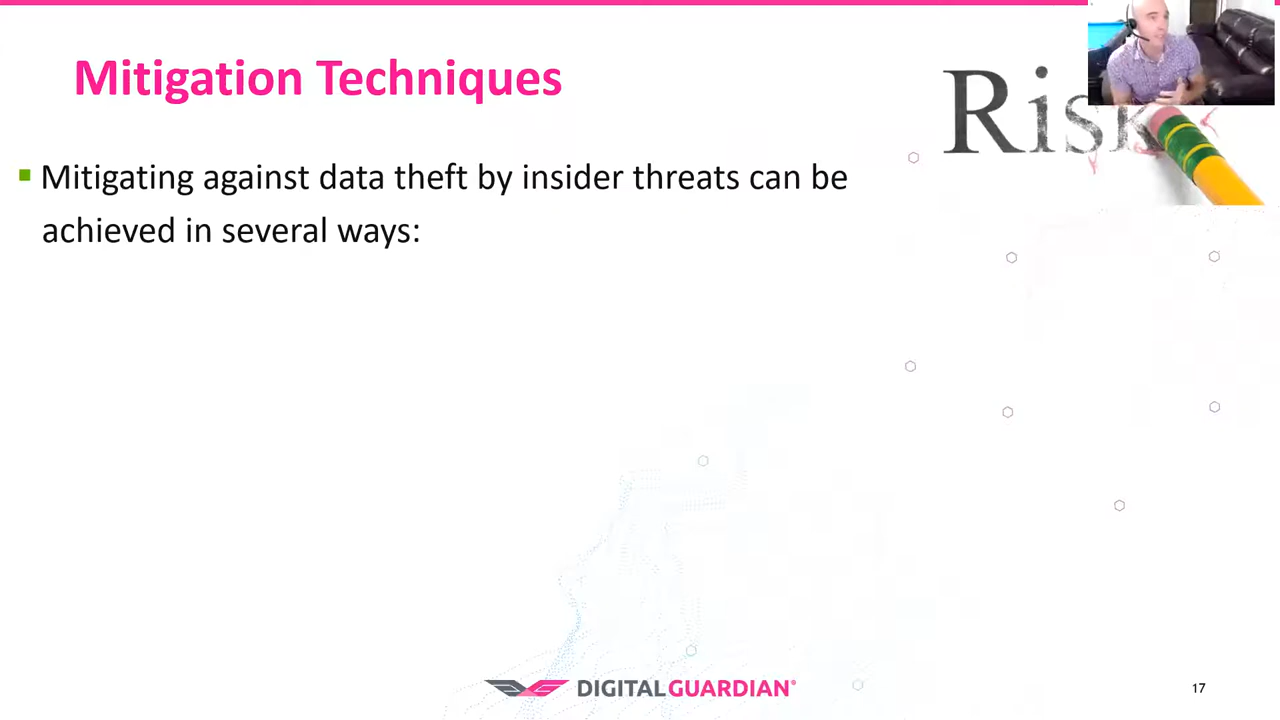 Mitigation Techniques
Risk
▪ Mitigating against data theft by insider threats can be
achieved in several ways:
DIGITALGUARDIAN®
17